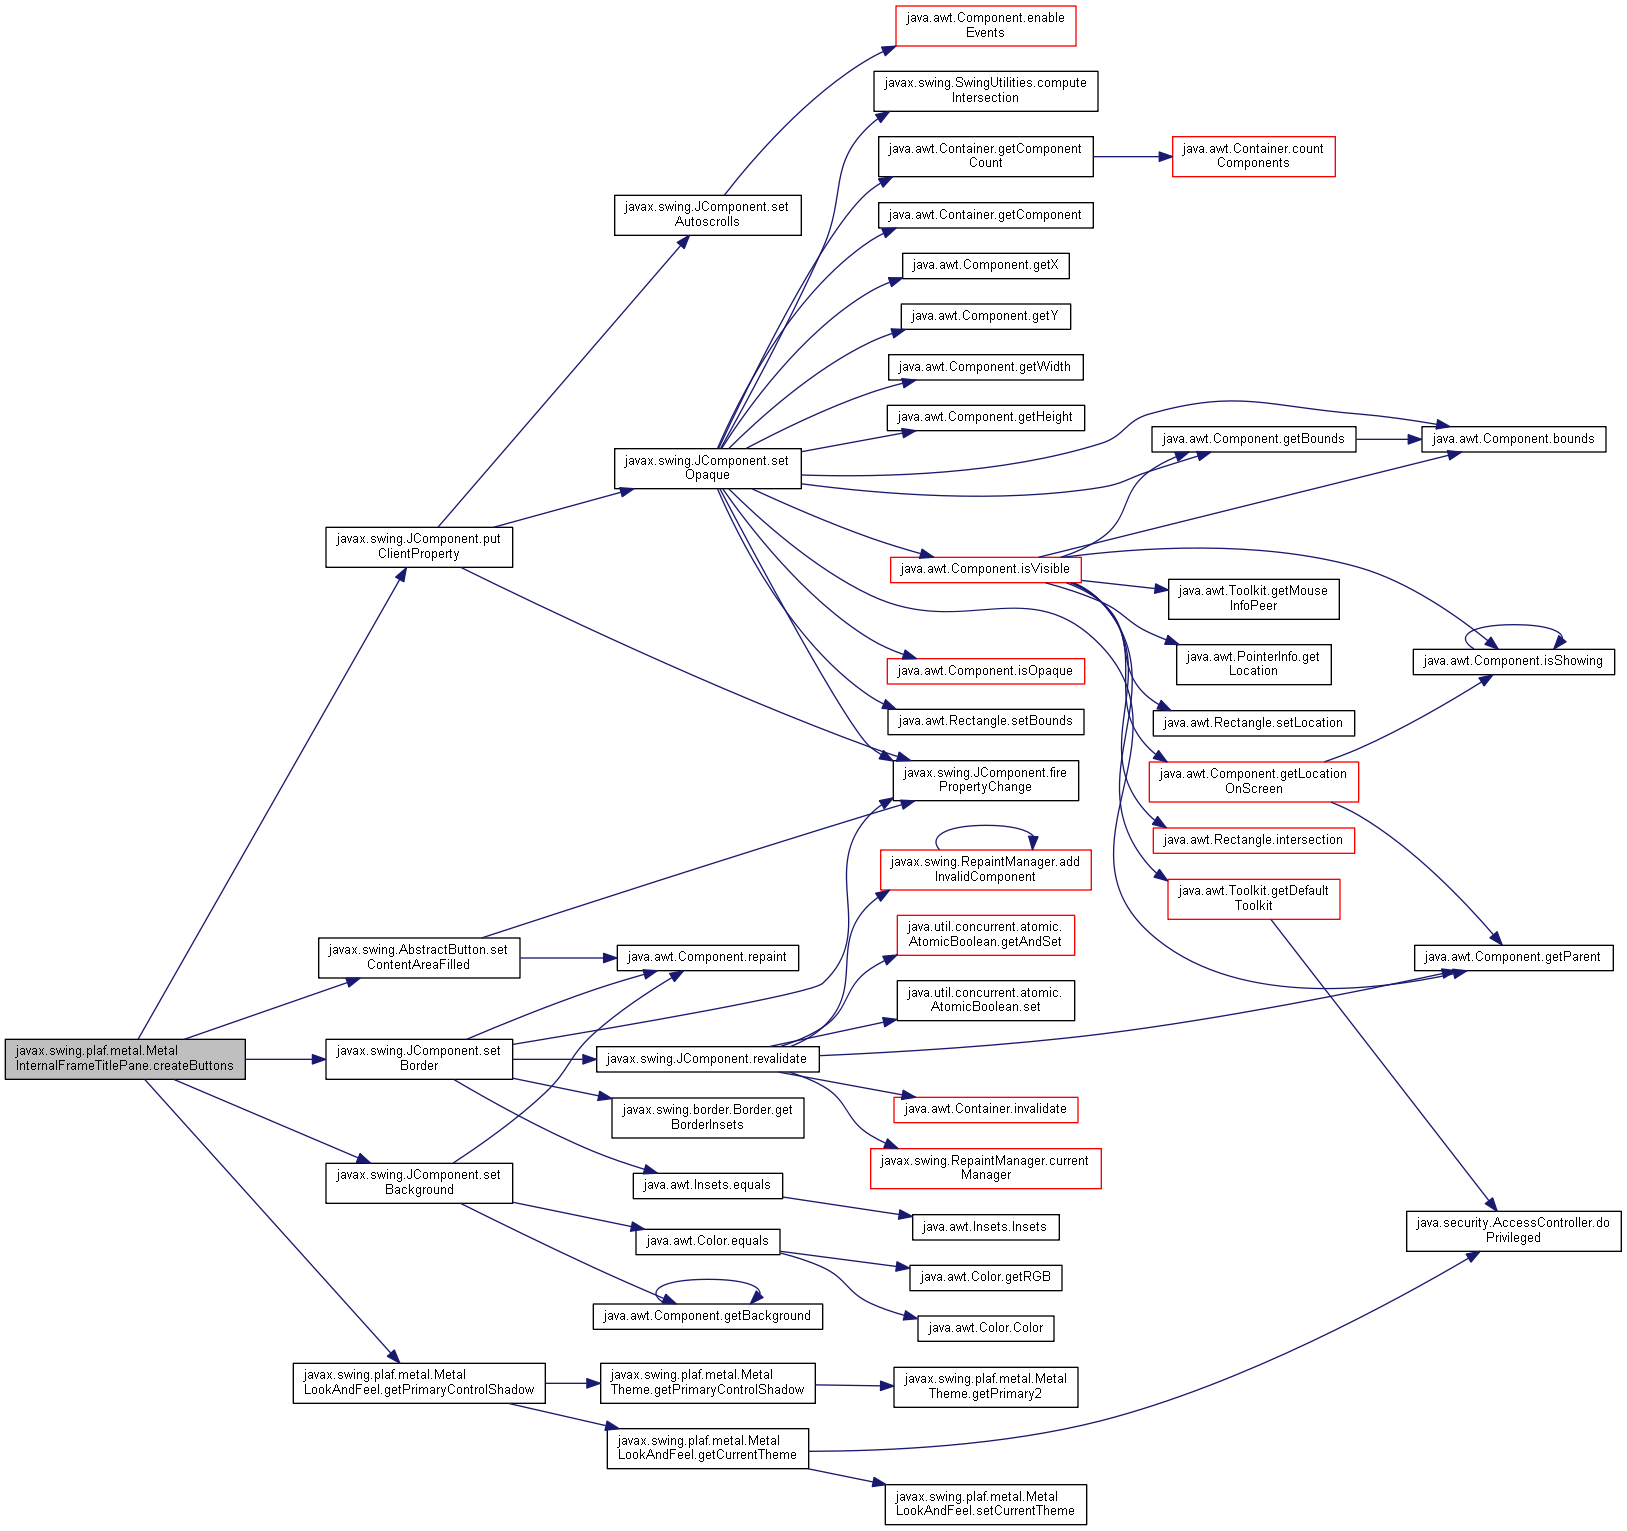 java.awt.Component.enable
Events
javax.swing.SwingUtilities.compute
Intersection
java.awt.Container.getComponent
Count
java.awt.Container.count
Components
javax.swing.JComponent.set
Autoscrolls
java.awt.Container.getComponent
java.awt.Component.getX
java.awt.Component.getY
java.awt.Component.getWidth
java.awt.Component.getHeight
java.awt.Component.getBounds
java.awt.Component.bounds
javax.swing.JComponent.set
Opaque
javax.swing.JComponent.put
ClientProperty
java.awt.Component.isVisible
java.awt.Toolkit.getMouse
InfoPeer
java.awt.PointerInfo.get
Location
java.awt.Component.isShowing
java.awt.Component.isOpaque
java.awt.Rectangle.setBounds
java.awt.Rectangle.setLocation
javax.swing.JComponent.fire
PropertyChange
java.awt.Component.getLocation
OnScreen
java.awt.Rectangle.intersection
javax.swing.RepaintManager.add
InvalidComponent
java.awt.Toolkit.getDefault
Toolkit
java.util.concurrent.atomic.
AtomicBoolean.getAndSet
javax.swing.AbstractButton.set
ContentAreaFilled
java.awt.Component.repaint
java.awt.Component.getParent
java.util.concurrent.atomic.
AtomicBoolean.set
javax.swing.plaf.metal.Metal
InternalFrameTitlePane.createButtons
javax.swing.JComponent.set
Border
javax.swing.JComponent.revalidate
java.awt.Container.invalidate
javax.swing.border.Border.get
BorderInsets
javax.swing.RepaintManager.current
Manager
javax.swing.JComponent.set
Background
java.awt.Insets.equals
java.awt.Insets.Insets
java.security.AccessController.do
Privileged
java.awt.Color.equals
java.awt.Color.getRGB
java.awt.Component.getBackground
java.awt.Color.Color
javax.swing.plaf.metal.Metal
LookAndFeel.getPrimaryControlShadow
javax.swing.plaf.metal.Metal
Theme.getPrimaryControlShadow
javax.swing.plaf.metal.Metal
Theme.getPrimary2
javax.swing.plaf.metal.Metal
LookAndFeel.getCurrentTheme
javax.swing.plaf.metal.Metal
LookAndFeel.setCurrentTheme